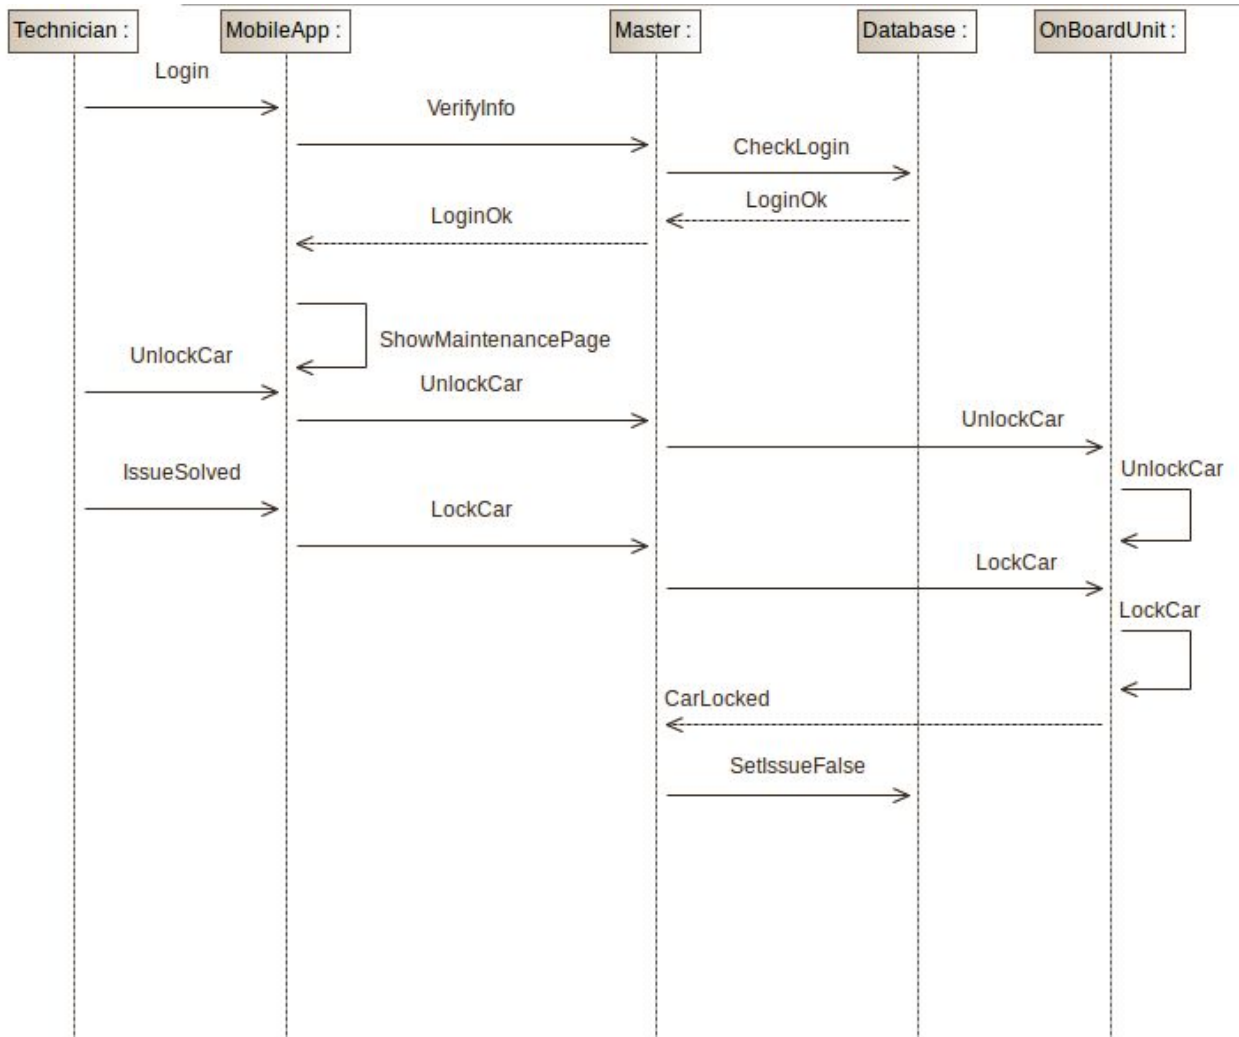 Technician :
MobileApp :
Master :
Database :
OnBoardUnit :
Login
VerifyInfo
CheckLogin
LoginOk
LoginOk
ShowMaintenancePage
UnlockCar
UnlockCar
UnlockCar
UnlockCar
IssueSolved
LockCar
LockCar
LockCar
CarLocked
SetIssueFalse